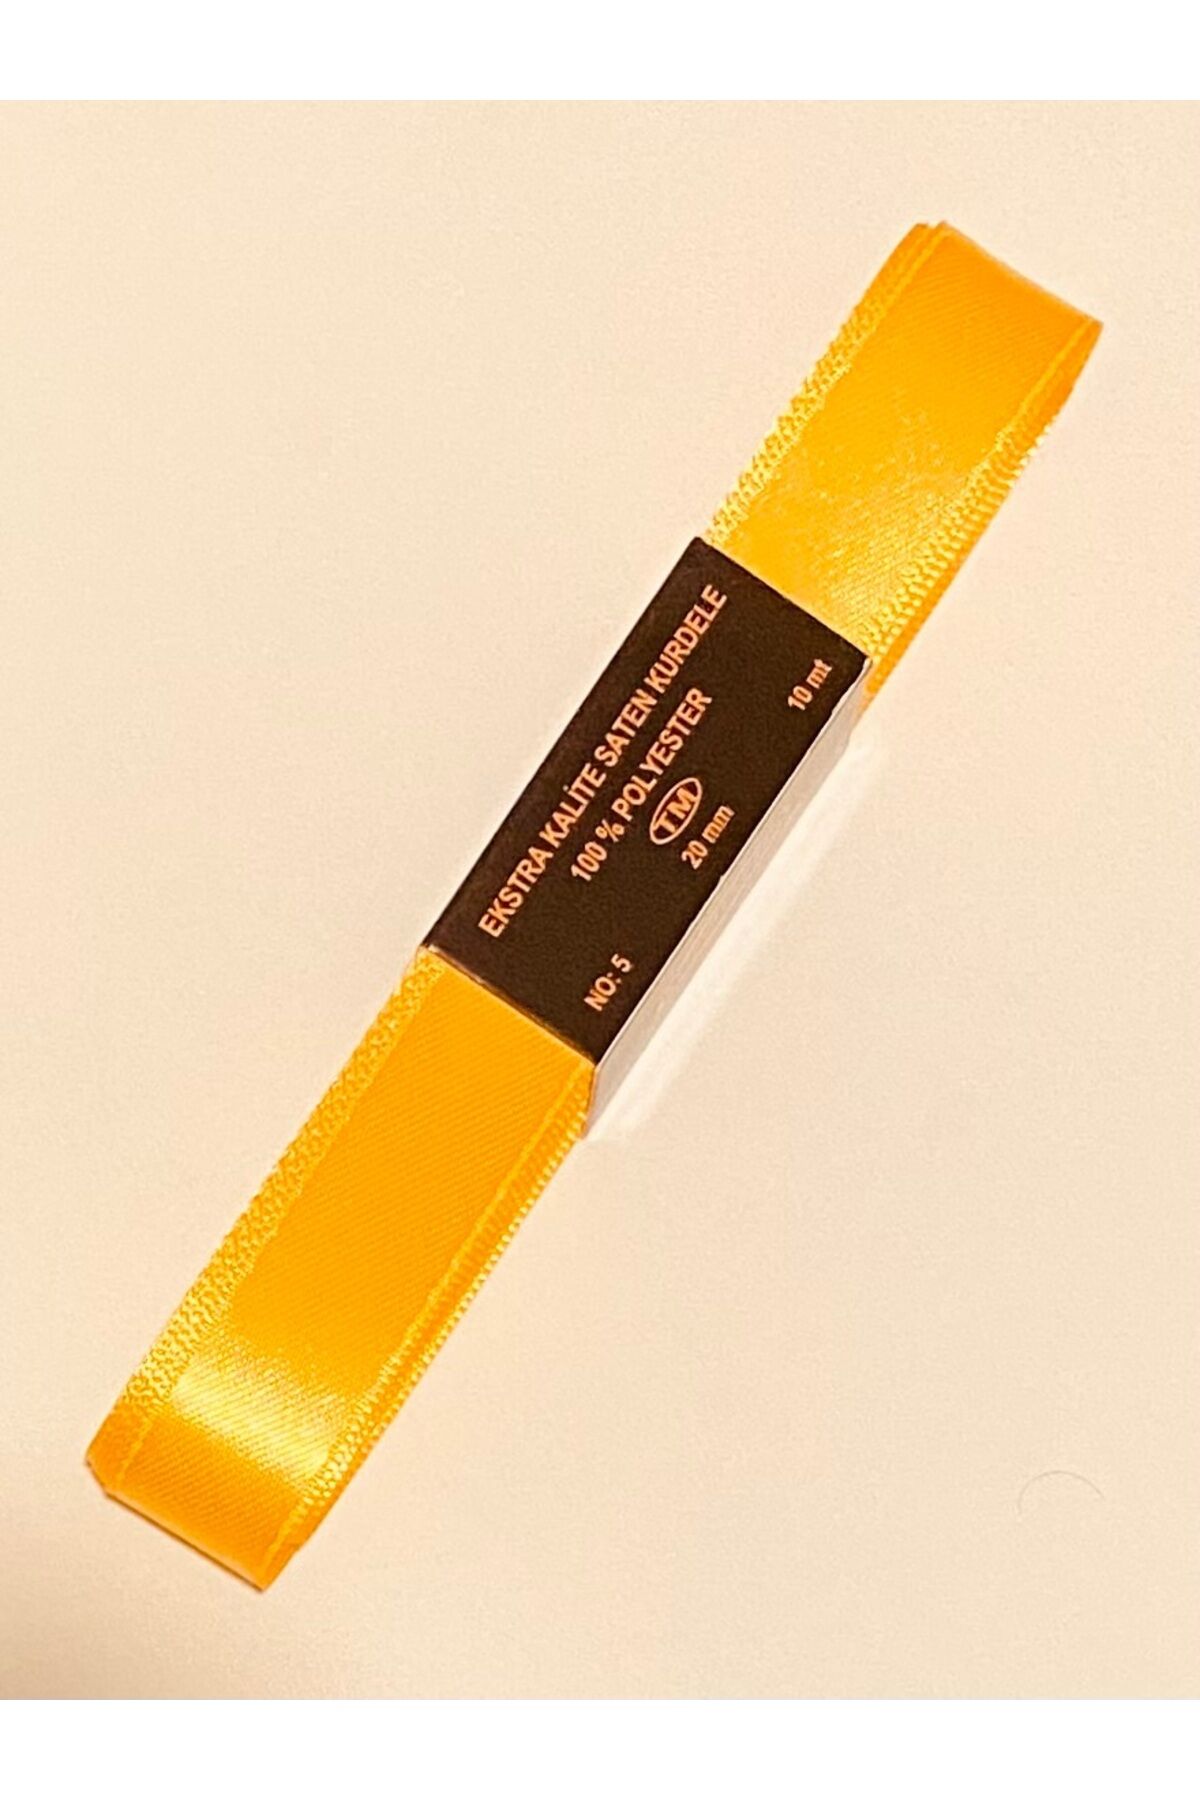 EKSTRA KALİTE SATEN KURDELE
100 % POLYESTER
TM
NO: 5 20 mm 10 mt